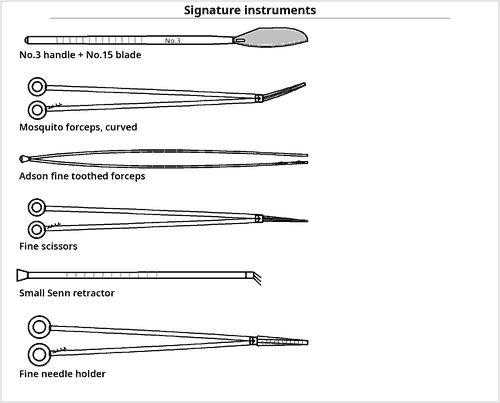 Signature instruments
No.3
No.3 handle + No.15 blade
Mosquito forceps, curved
Adson fine toothed forceps
Fine scissors
Small Senn retractor
Fine needle holder